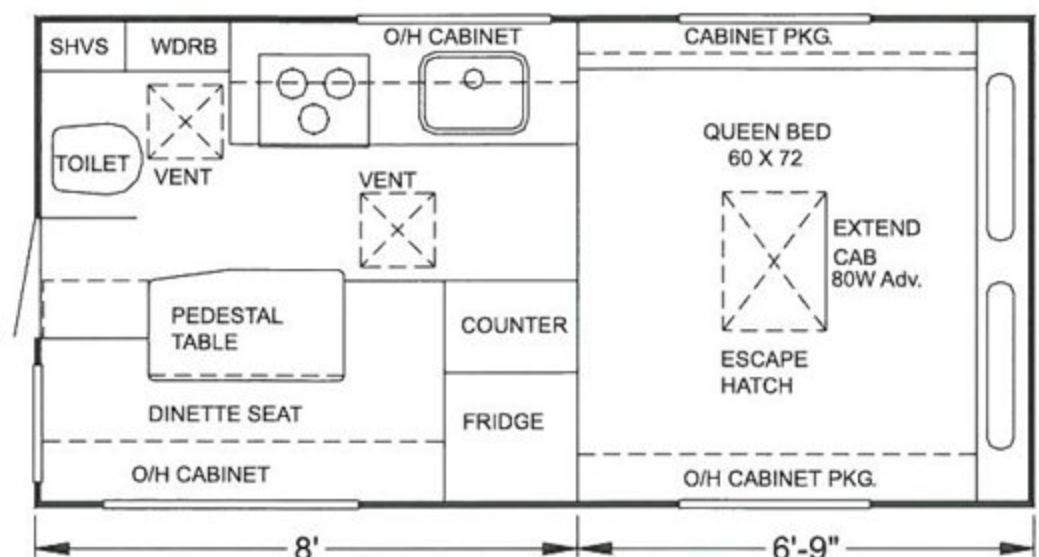 SHVS
WDRB
O/H CABINET
CABINET PKG.
TOILET
VENT
VENT
QUEEN BED
60 X 72
EXTEND
CAB
80W Adv.
PEDESTAL
TABLE
COUNTER
ESCAPE
HATCH
DINETTE SEAT
FRIDGE
O/H CABINET
O/H CABINET PKG.
8'
6'-9"